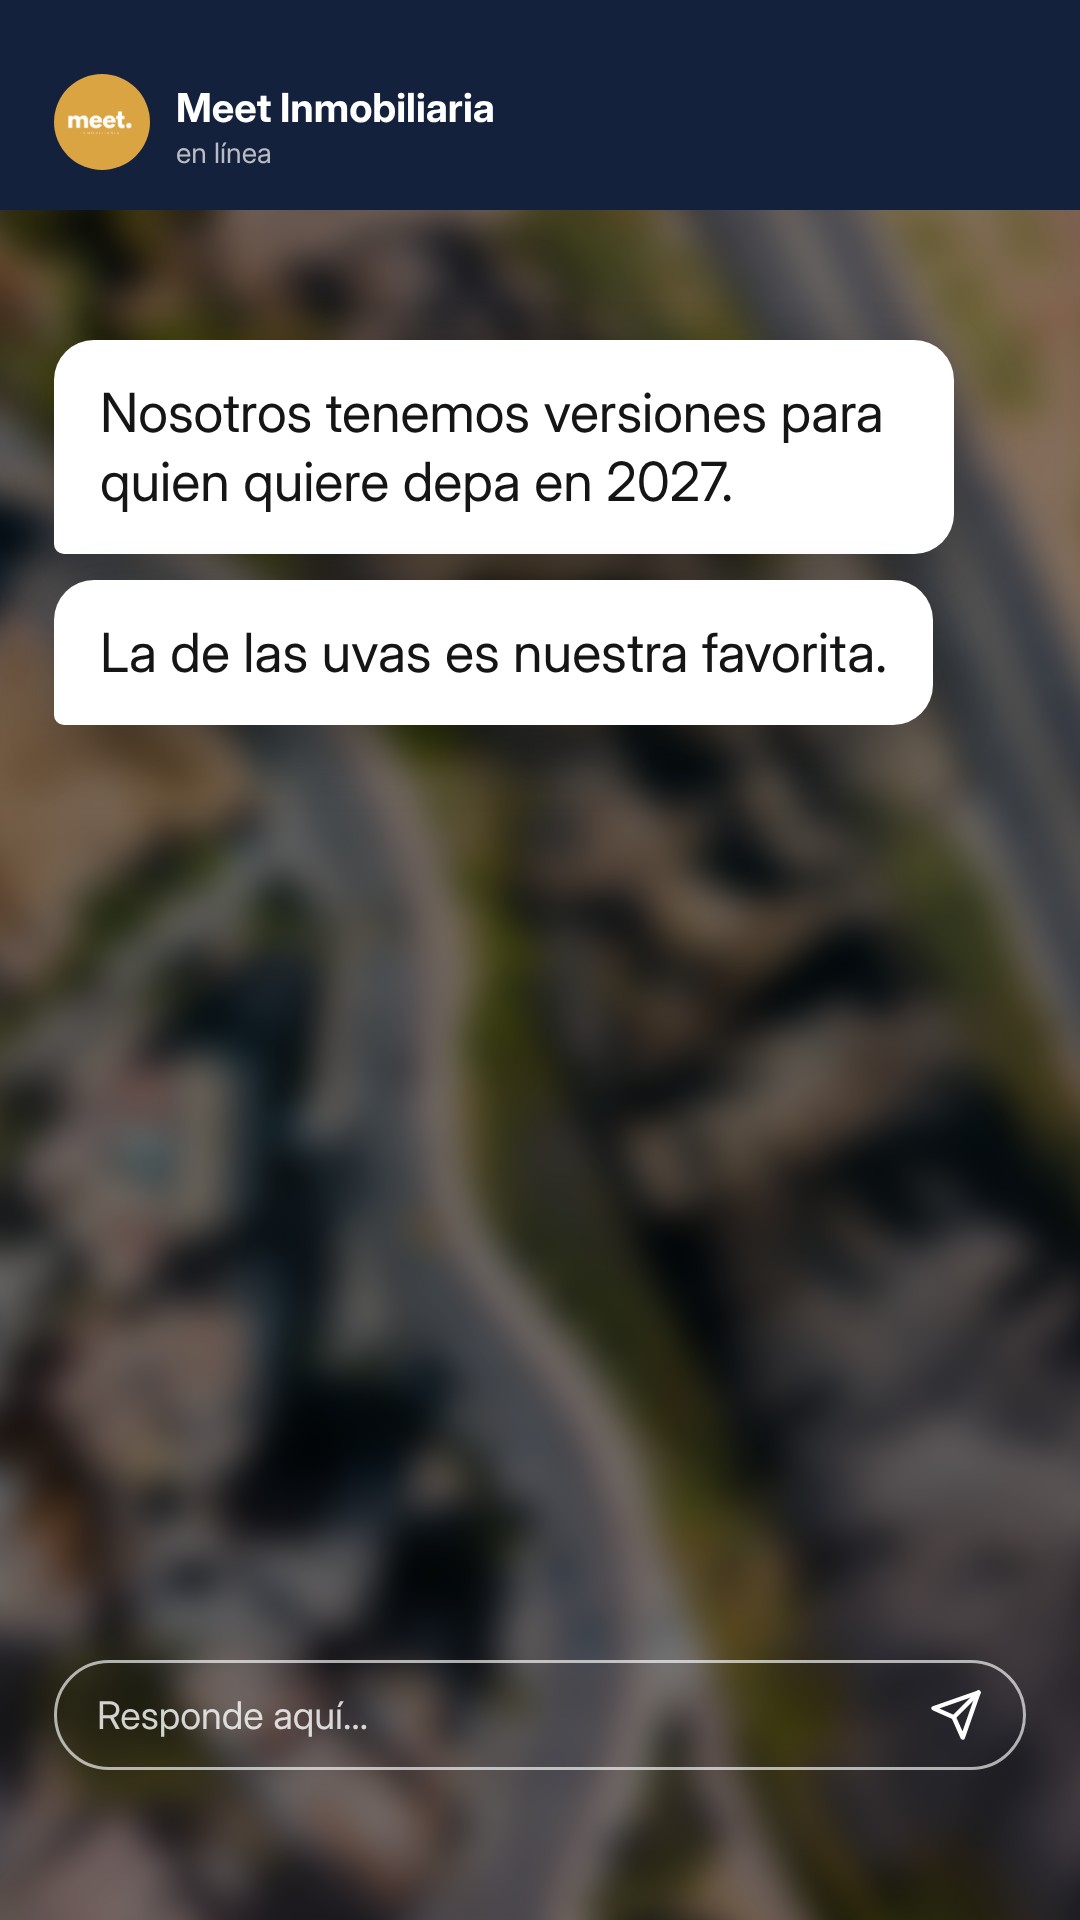 meet.
Meet Inmobiliaria
en línea
Nosotros tenemos versiones para
quien quiere depa en 2027.
La de las uvas es nuestra favorita.
Responde aquí...